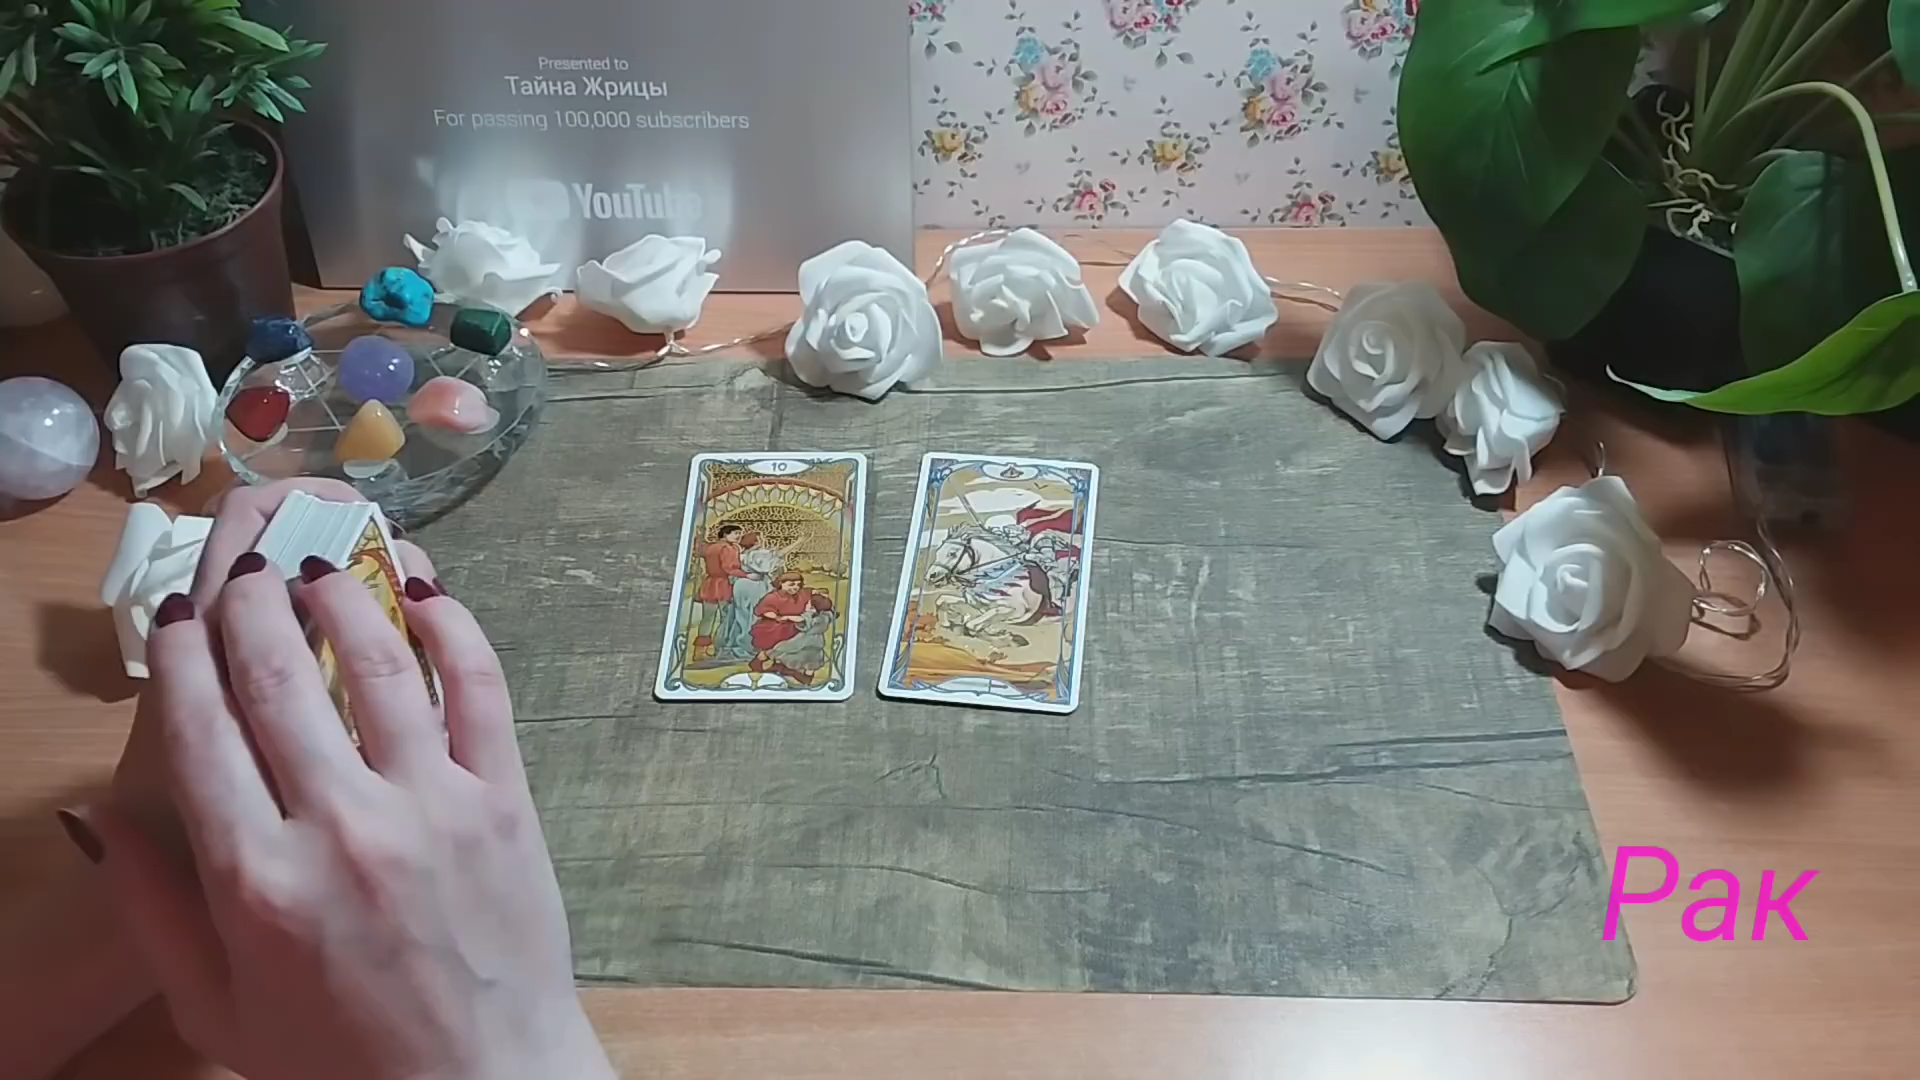 Presented to
Тайна Жрицы
For passing 100,000 subscribers
YouTube
10
Рак